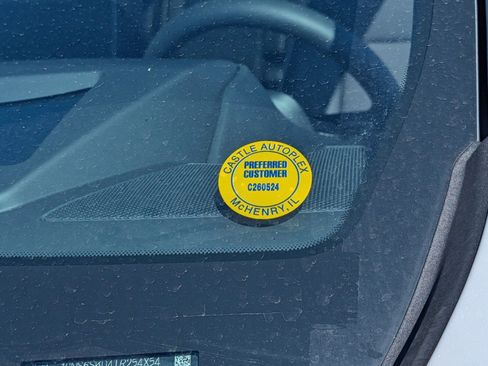 CASTLE AUTOPLEX
PREFERRED
CUSTOMER
C260524
McHENRY, IL